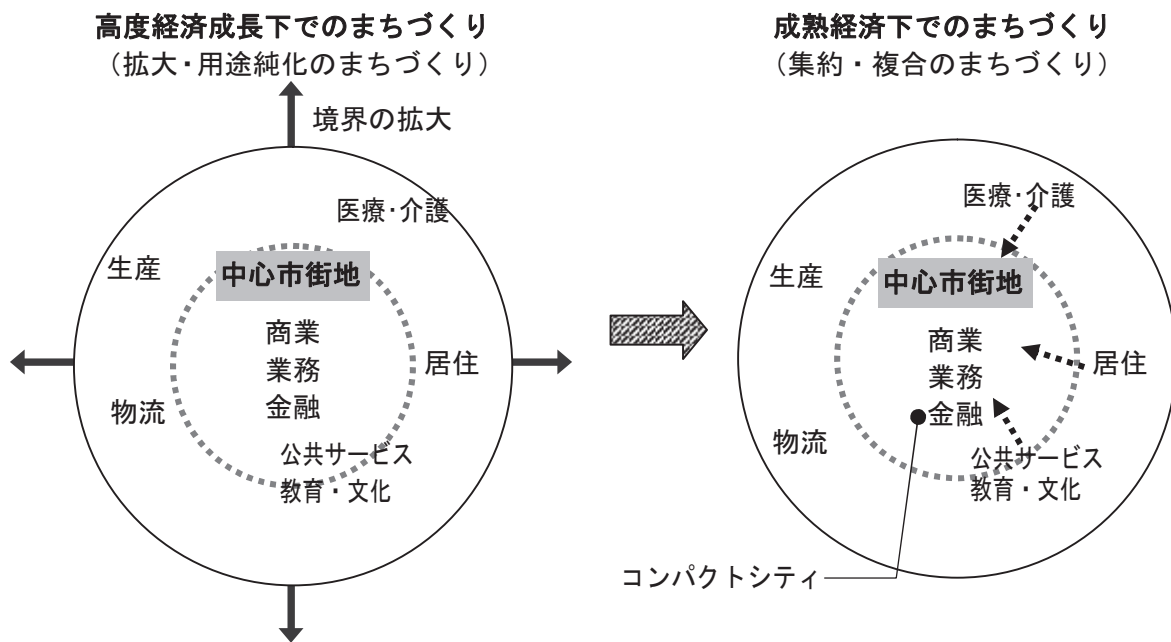 高度経済成長下でのまちづくり
（拡大・用途純化のまちづくり）
境界の拡大
医療･介護
生産
中心市街地
商業
業務
金融
居住
物流
公共サービス
教育・文化
成熟経済下でのまちづくり
（集約・複合のまちづくり）
医療･介護
生産
中心市街地
商業
業務
金融
居住
物流
公共サービス
教育・文化
コンパクトシティ